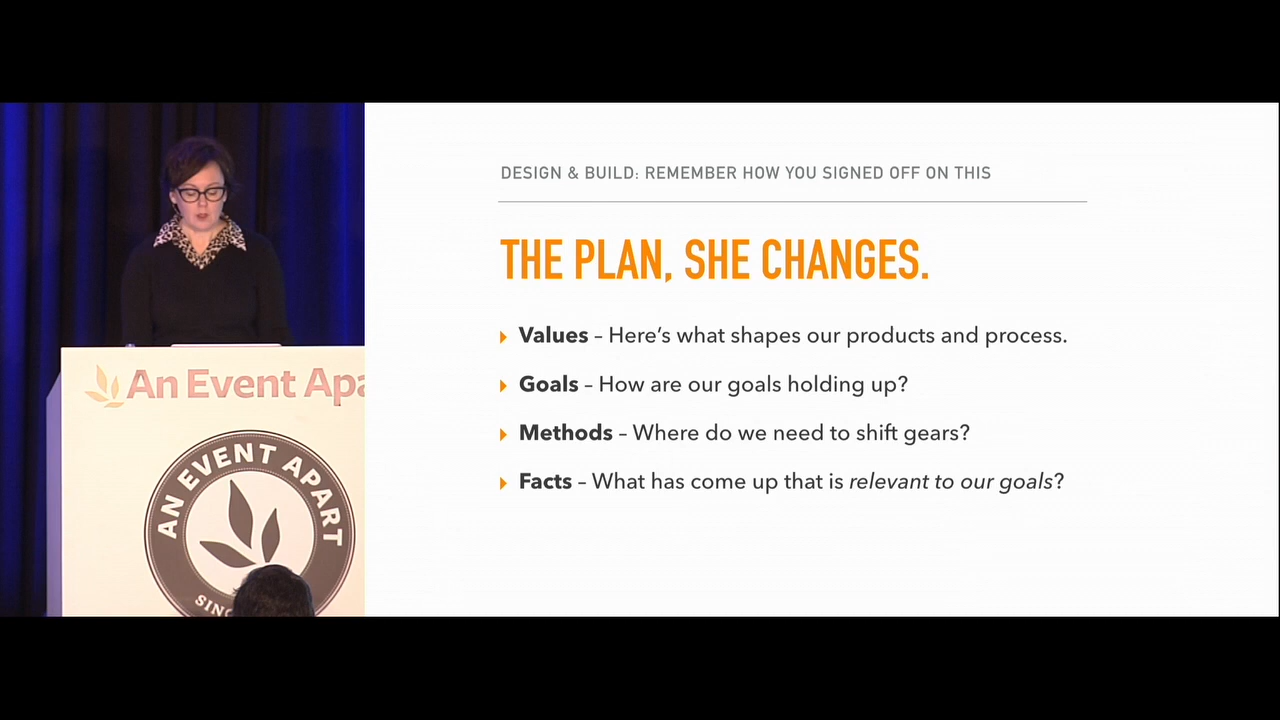 DESIGN & BUILD: REMEMBER HOW YOU SIGNED OFF ON THIS
THE PLAN, SHE CHANGES.
Values – Here's what shapes our products and process.
Goals – How are our goals holding up?
Methods – Where do we need to shift gears?
Facts – What has come up that is relevant to our goals?
An Event Apa
AN EVENT APART